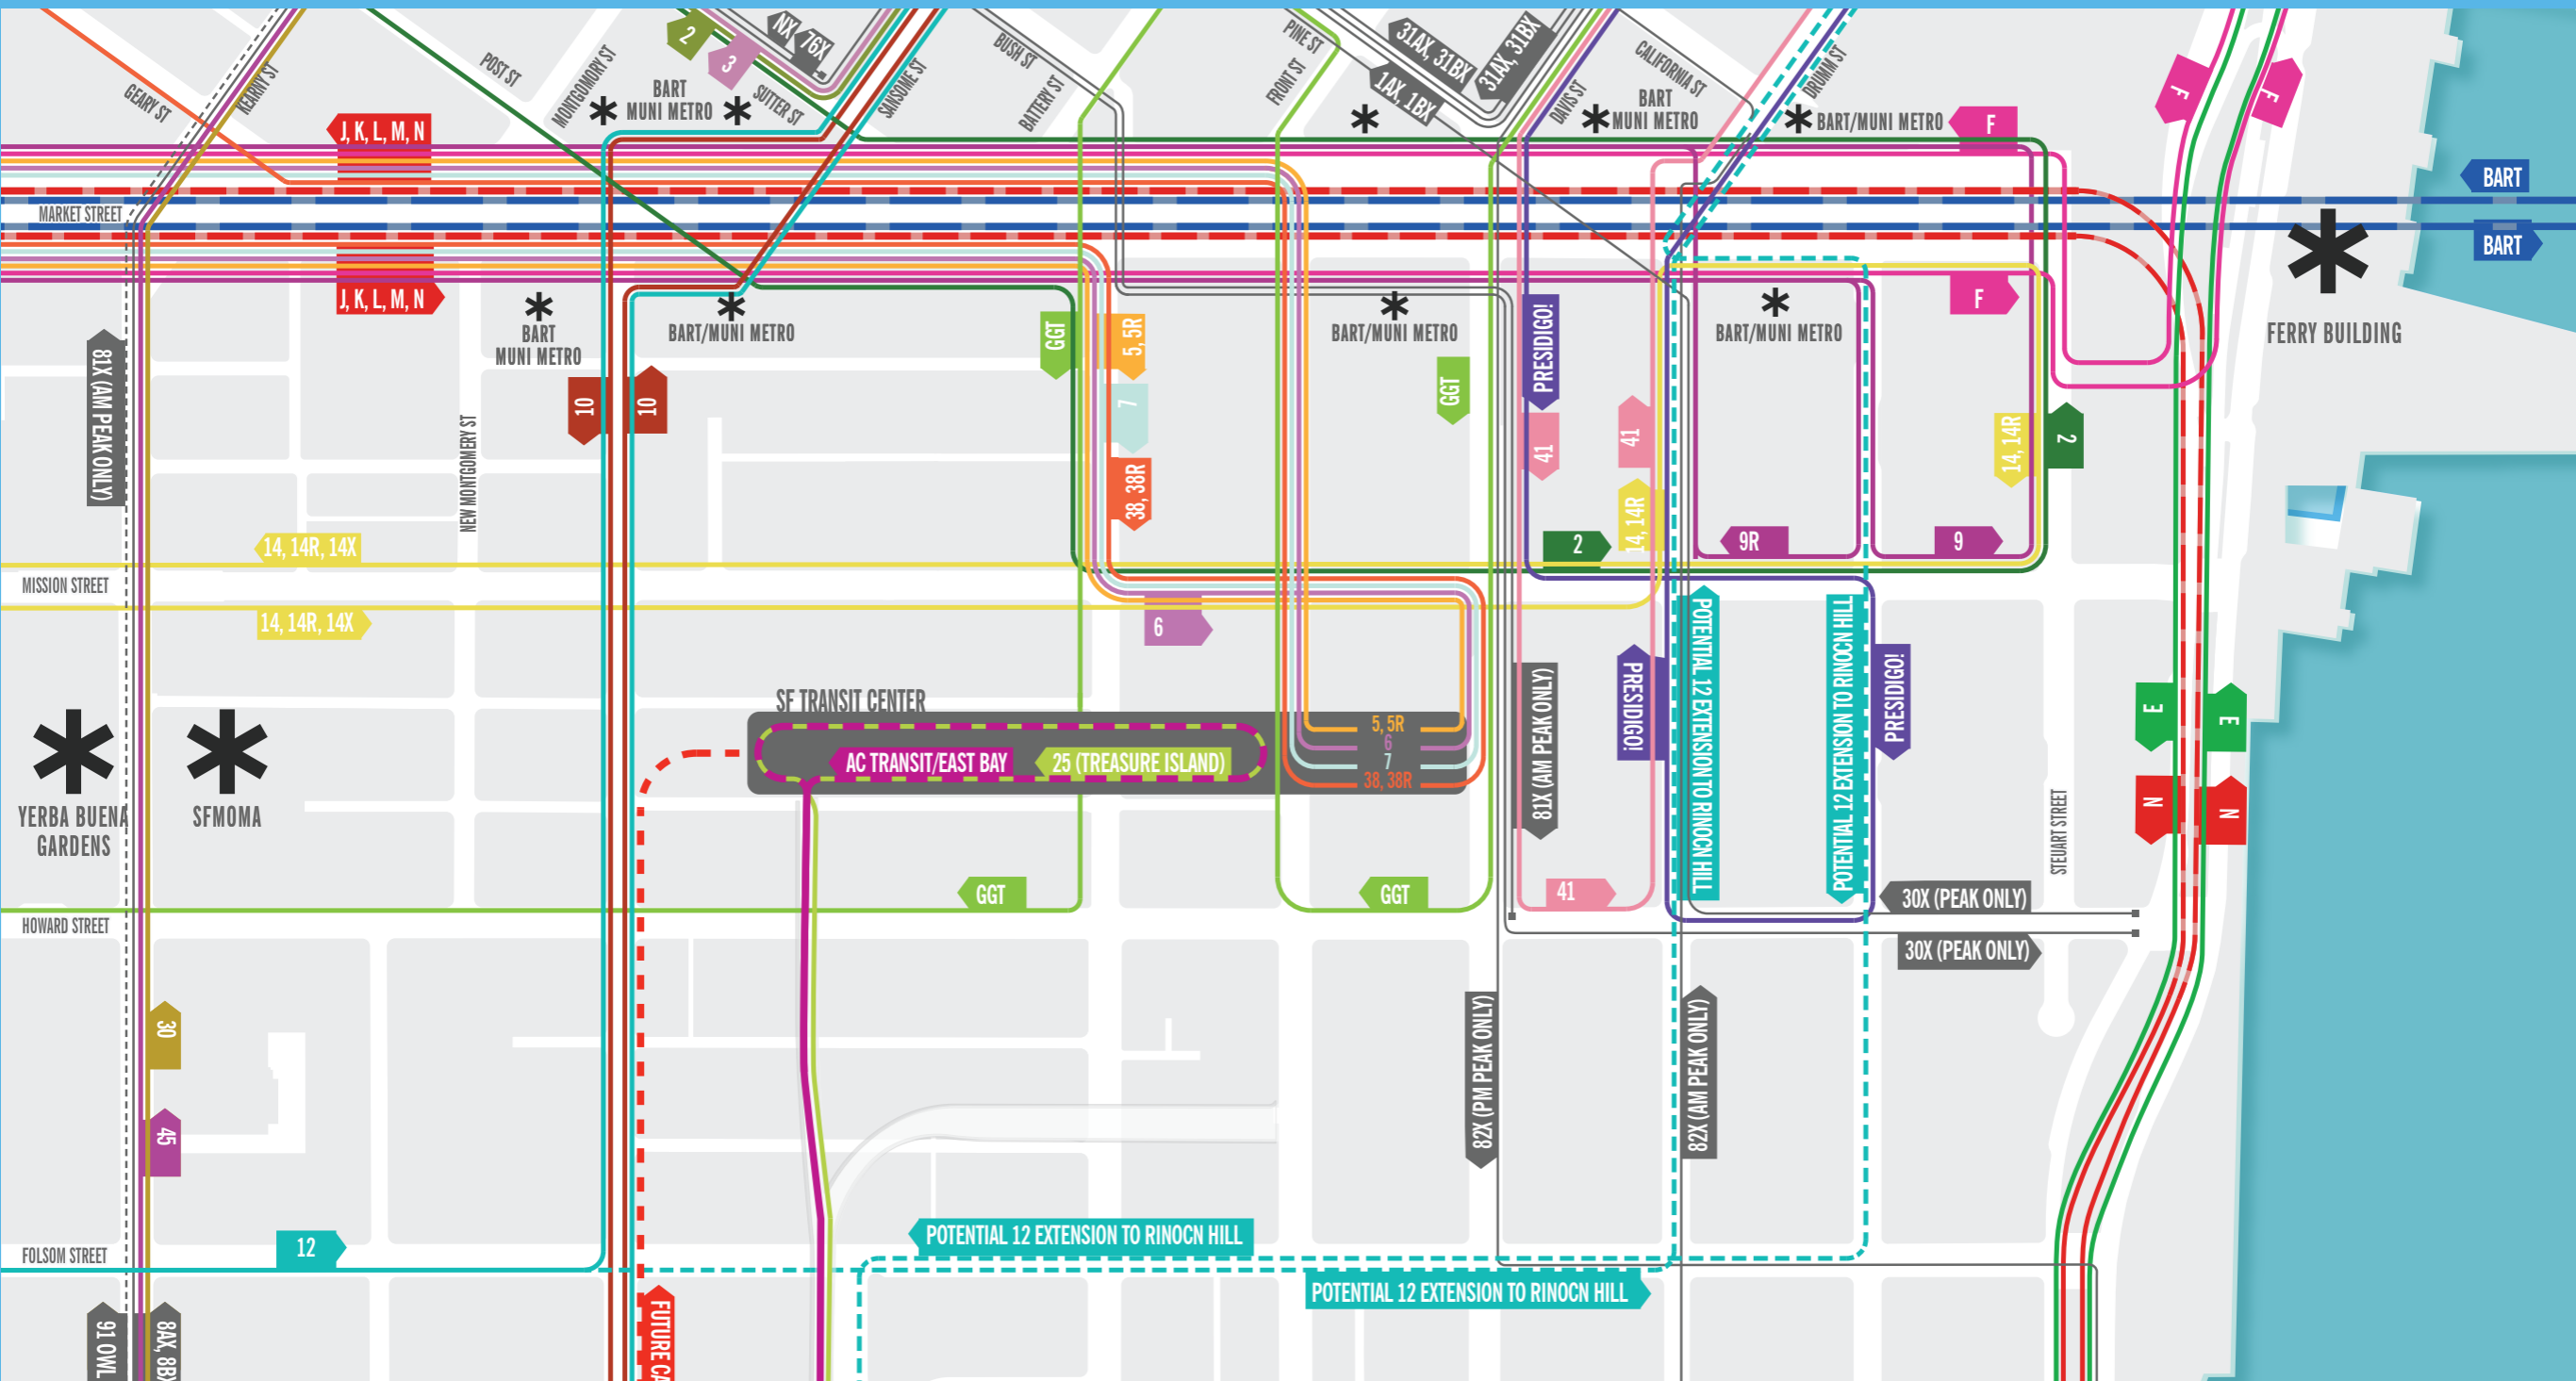 2
3
NX
76X
BUSH ST
PINE ST
31AX, 31BX
31AX, 31BX
1AX, 1BX
CALIFORNIA ST
DRUMM ST
F
F
GEARY ST
KEARNY ST
POST ST
MONTGOMORY ST
BART
MUNI METRO
SUTTER ST
SANSOME ST
BATTERY ST
FRONT ST
DAVIS ST
BART
MUNI METRO
BART/MUNI METRO
F
J, K, L, M, N
BART
MARKET STREET
BART
J, K, L, M, N
F
BART
MUNI METRO
BART/MUNI METRO
BART/MUNI METRO
BART/MUNI METRO
FERRY BUILDING
81X (AM PEAK ONLY)
10
10
GGT
5, 5R
7
38, 38R
GGT
PRESIDIGO!
41
41
14, 14R
14, 14R
2
NEW MONTGOMERY ST
14, 14R, 14X
2
9R
9
MISSION STREET
14, 14R, 14X
6
SF TRANSIT CENTER
AC TRANSIT/EAST BAY
25 (TREASURE ISLAND)
5, 5R
6
7
38, 38R
81X (AM PEAK ONLY)
PRESIDIGO!
POTENTIAL 12 EXTENSION TO RINOCN HILL
POTENTIAL 12 EXTENSION TO RINOCN HILL
PRESIDIGO!
E
E
N
N
YERBA BUENA
GARDENS
SFMOMA
STEUART STREET
GGT
GGT
41
30X (PEAK ONLY)
HOWARD STREET
30X (PEAK ONLY)
30
45
82X (PM PEAK ONLY)
82X (AM PEAK ONLY)
POTENTIAL 12 EXTENSION TO RINOCN HILL
12
FOLSOM STREET
POTENTIAL 12 EXTENSION TO RINOCN HILL
91 OWL
8AX, 8B
FUTURE CA